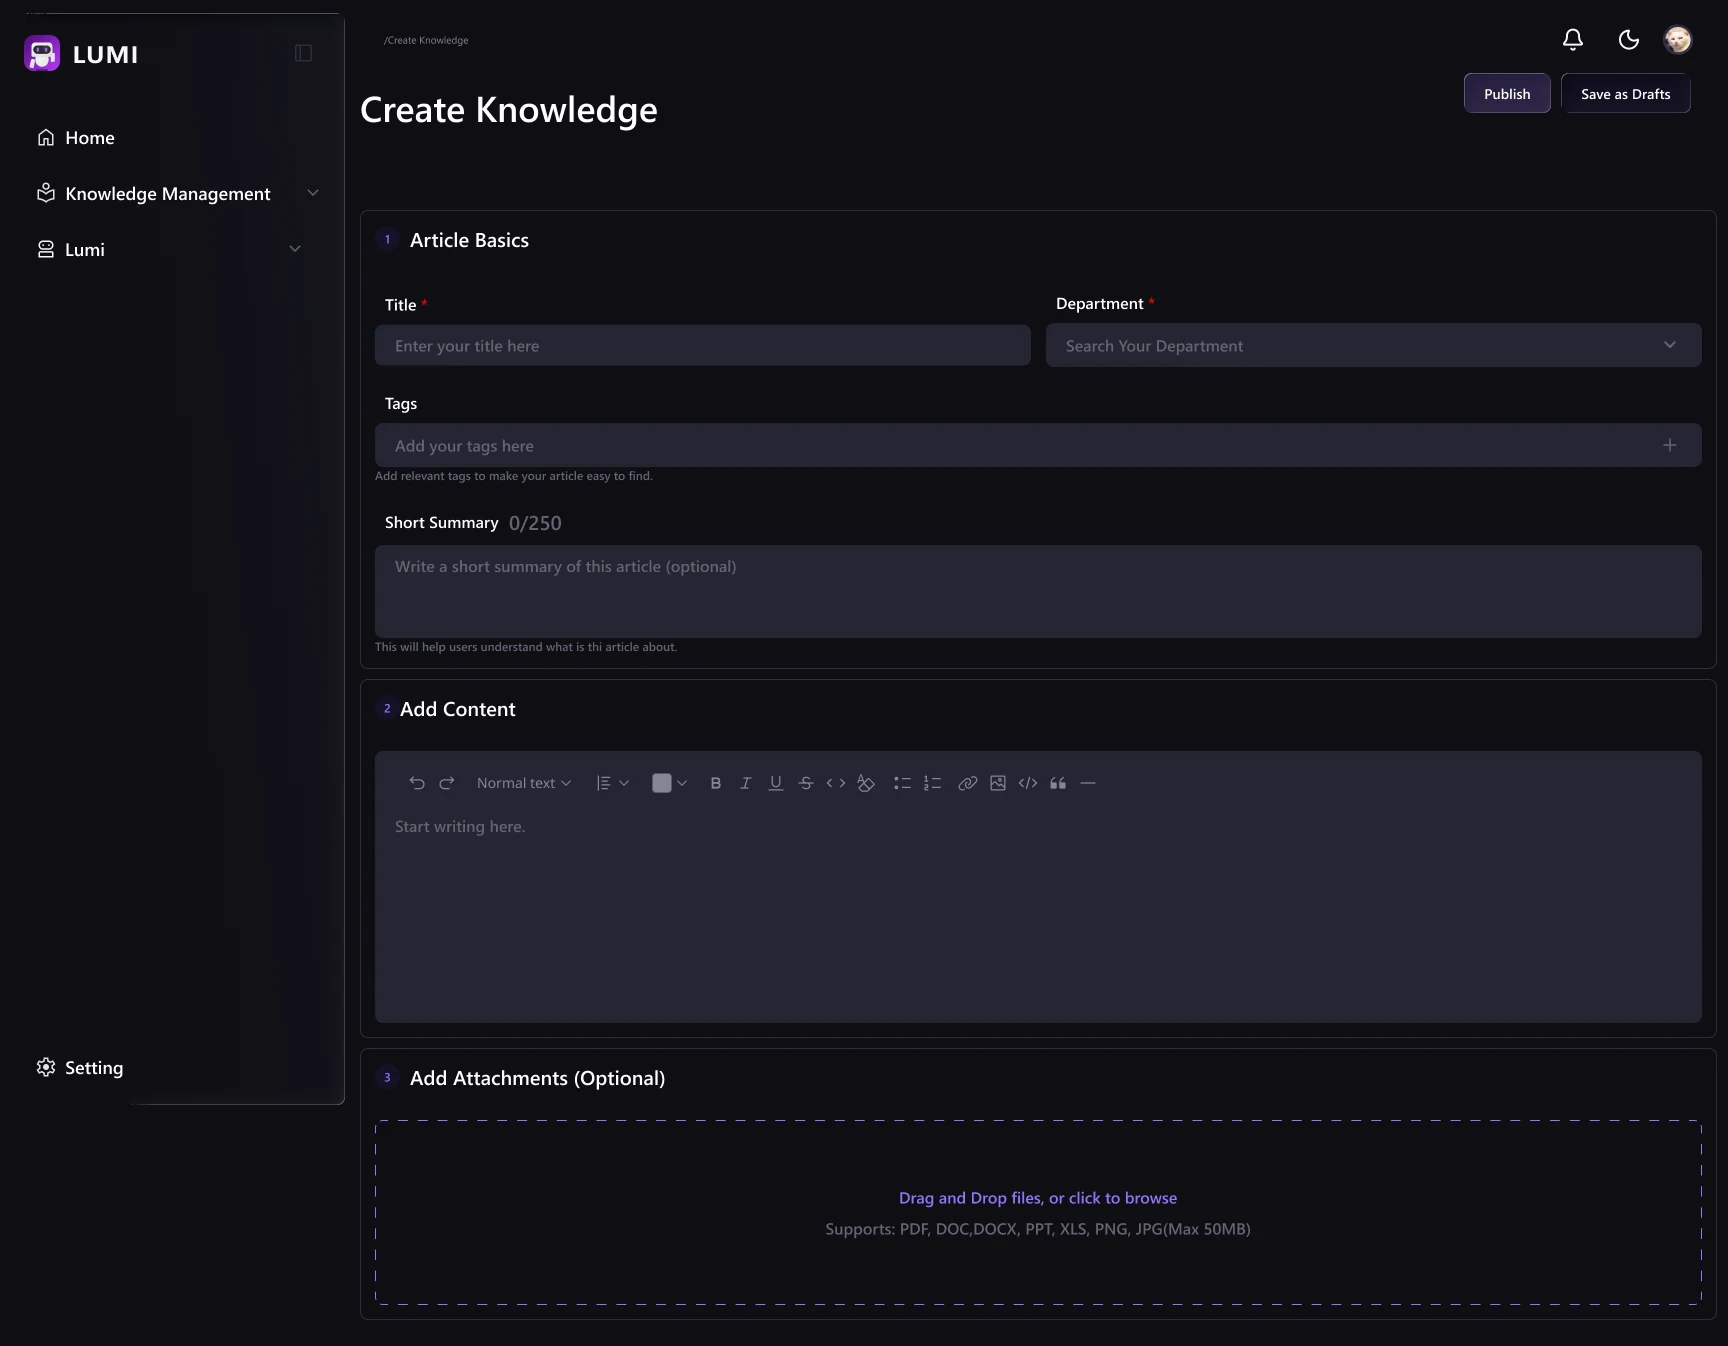 LUMI
/Create Knowledge
Create Knowledge
Publish
Save as Drafts
Home
Knowledge Management
Lumi
Setting
1 Article Basics
Title *
Enter your title here
Department *
Search Your Department
Tags
Add your tags here
Add relevant tags to make your article easy to find.
Short Summary 0/250
Write a short summary of this article (optional)
This will help users understand what is thi article about.
2 Add Content
Normal text
Start writing here.
3 Add Attachments (Optional)
Drag and Drop files, or click to browse
Supports: PDF, DOC,DOCX, PPT, XLS, PNG, JPG(Max 50MB)